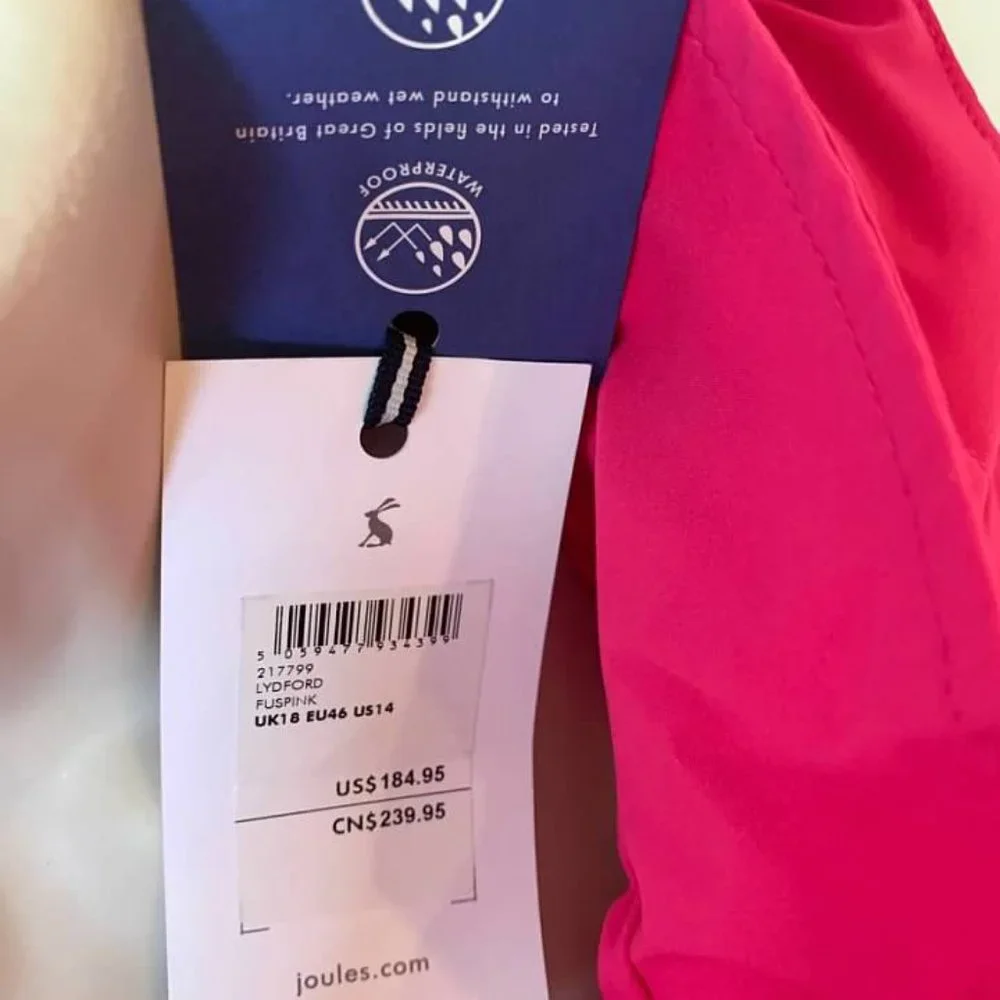 to withstand wet weather.
Tested in the fields of Great Britain
WATERPROOF
5 059477 934399
217799
LYDFORD
FUSPINK
UK18 EU46 US14
US$184.95
CN$239.95
joules.com